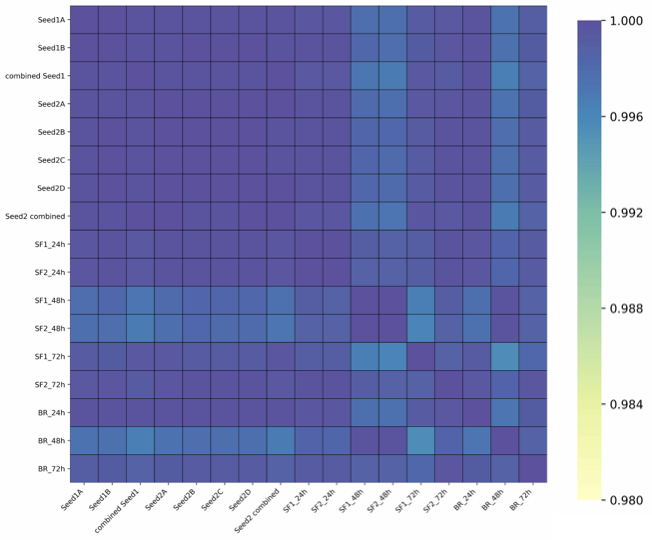 Seed1A
Seed1B
combined Seed1
Seed2A
Seed2B
Seed2C
Seed2D
Seed2 combined
SF1_24h
SF2_24h
SF1_48h
SF2_48h
SF1_72h
SF2_72h
BR_24h
BR_48h
BR_72h
Seed1A
Seed1B
combined Seed1
Seed2A
Seed2B
Seed2C
Seed2D
Seed2 combined
SF1_24h
SF2_24h
SF1_48h
SF2_48h
SF1_72h
SF2_72h
BR_24h
BR_48h
BR_72h
1.000
0.996
0.992
0.988
0.984
0.980